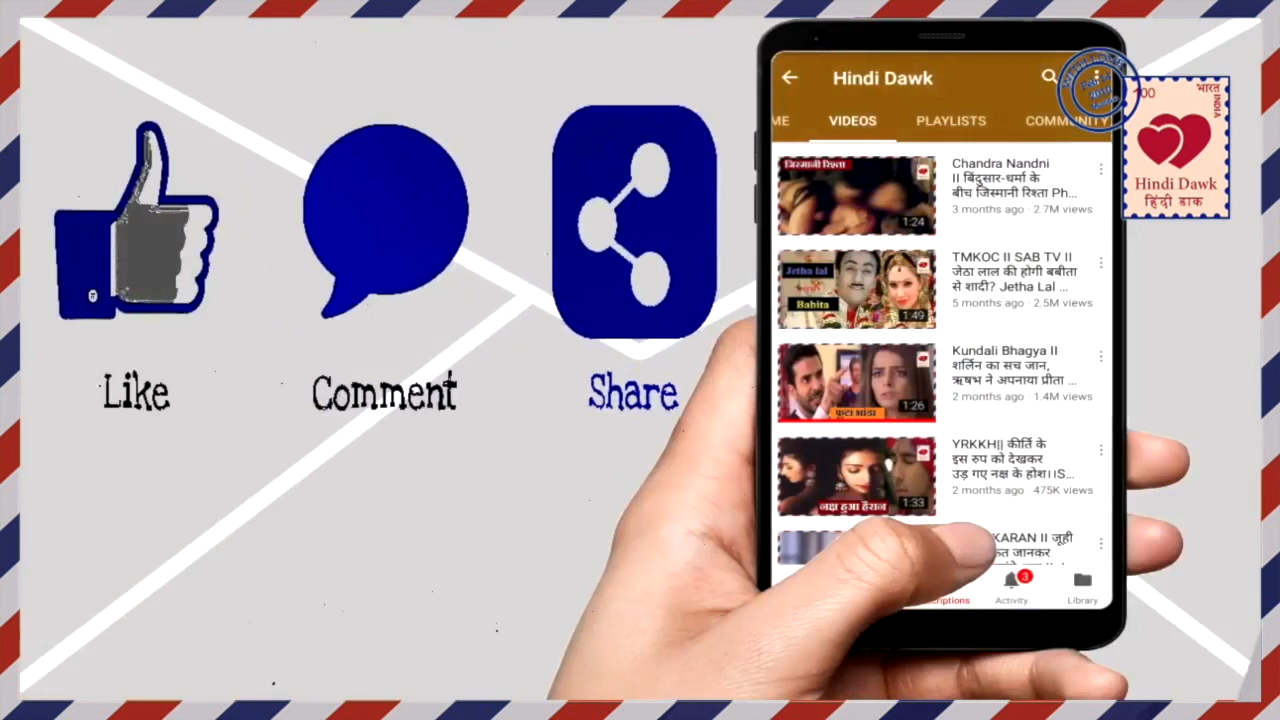 Like
Comment
Share
Hindi Dawk
ME VIDEOS PLAYLISTS COMMUNITY
जिस्मानी रिश्ता
1:24
Chandra Nandni
II बिंदुसार-धर्मा के
बीच जिस्मानी रिश्ता Ph...
3 months ago · 2.7M views
Jetha lal
Babita
1:49
TMKOC II SAB TV II
जेठा लाल की होगी बबीता
से शादी? Jetha Lal ...
5 months ago · 2.5M views
फूटा भांडा
1:26
Kundali Bhagya II
शर्लिन का सच जान,
ऋषभ ने अपनाया प्रीता ...
2 months ago · 1.4M views
नक्ष हुआ हैरान
1:33
YRKKH|| कीर्ति के
इस रुप को देखकर
उड़ गए नक्ष के होश।।S...
2 months ago · 475K views
KARAN II जूही
जानकर
3
criptions Activity Library
100 भारत
INDIA
Hindi Dawk
हिंदी डाक